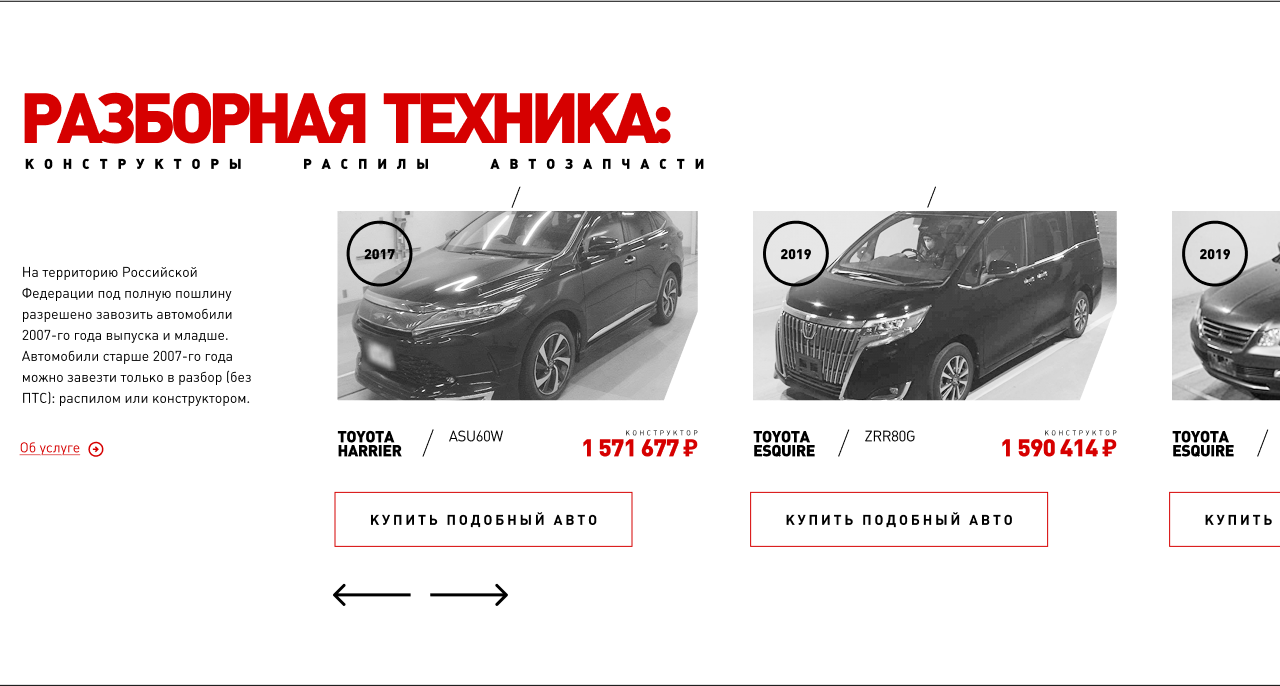 РАЗБОРНАЯ ТЕХНИКА:
КОНСТРУКТОРЫ РАСПИЛЫ АВТОЗАПЧАСТИ
На территорию Российской
Федерации под полную пошлину
разрешено завозить автомобили
2007-го года выпуска и младше.
Автомобили старше 2007-го года
можно завезти только в разбор (без
ПТС): распилом или конструктором.
Об услуге
2017
TOYOTA
HARRIER
/ ASU60W
КОНСТРУКТОР
1 571 677 ₽
КУПИТЬ ПОДОБНЫЙ АВТО
2019
TOYOTA
ESQUIRE
/ ZRR80G
КОНСТРУКТОР
1 590 414 ₽
КУПИТЬ ПОДОБНЫЙ АВТО
2019
TOYOTA
ESQUIRE
/
КУПИТЬ